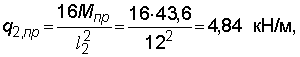 q₂,пр = 16Mпр / l₂² = 16·43,6 / 12² = 4,84 кН/м,